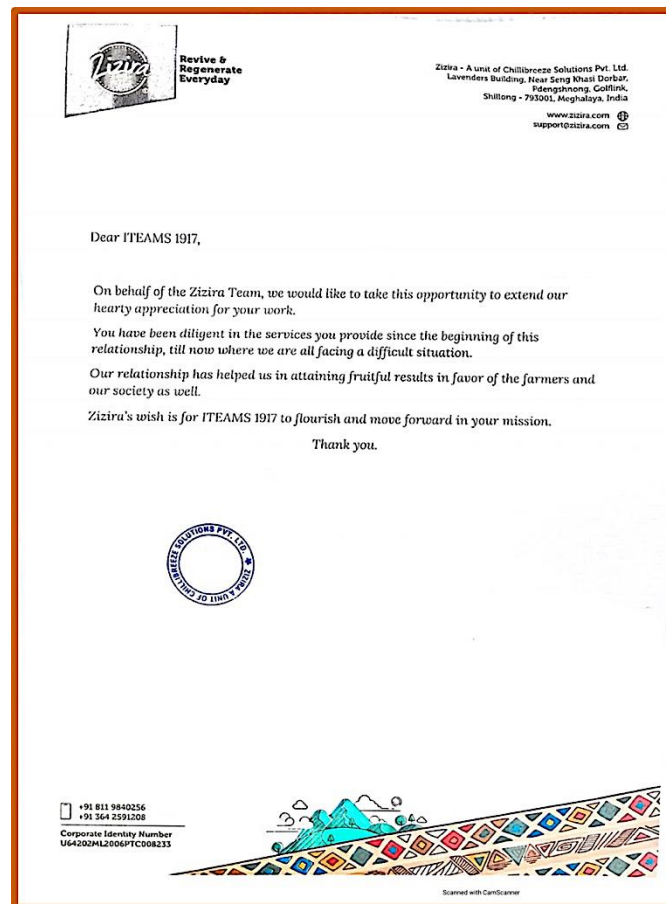 Zizira
Revive &
Regenerate
Everyday
Zizira - A unit of Chillibreeze Solutions Pvt. Ltd.
Lavenders Building, Near Seng Khasi Dorbar,
Pdengshnong, Golflink,
Shillong - 793001, Meghalaya, India
www.zizira.com
support@zizira.com
Dear ITEAMS 1917,
On behalf of the Zizira Team, we would like to take this opportunity to extend our
hearty appreciation for your work.
You have been diligent in the services you provide since the beginning of this
relationship, till now where we are all facing a difficult situation.
Our relationship has helped us in attaining fruitful results in favor of the farmers and
our society as well.
Zizira's wish is for ITEAMS 1917 to flourish and move forward in your mission.
Thank you.
ZIZIRA A UNIT OF CHILLIBREEZE SOLUTIONS PVT. LTD.
+91 811 9840256
+91 364 2591208
Corporate Identity Number
U64202ML2006PTC008233
Scanned with CamScanner